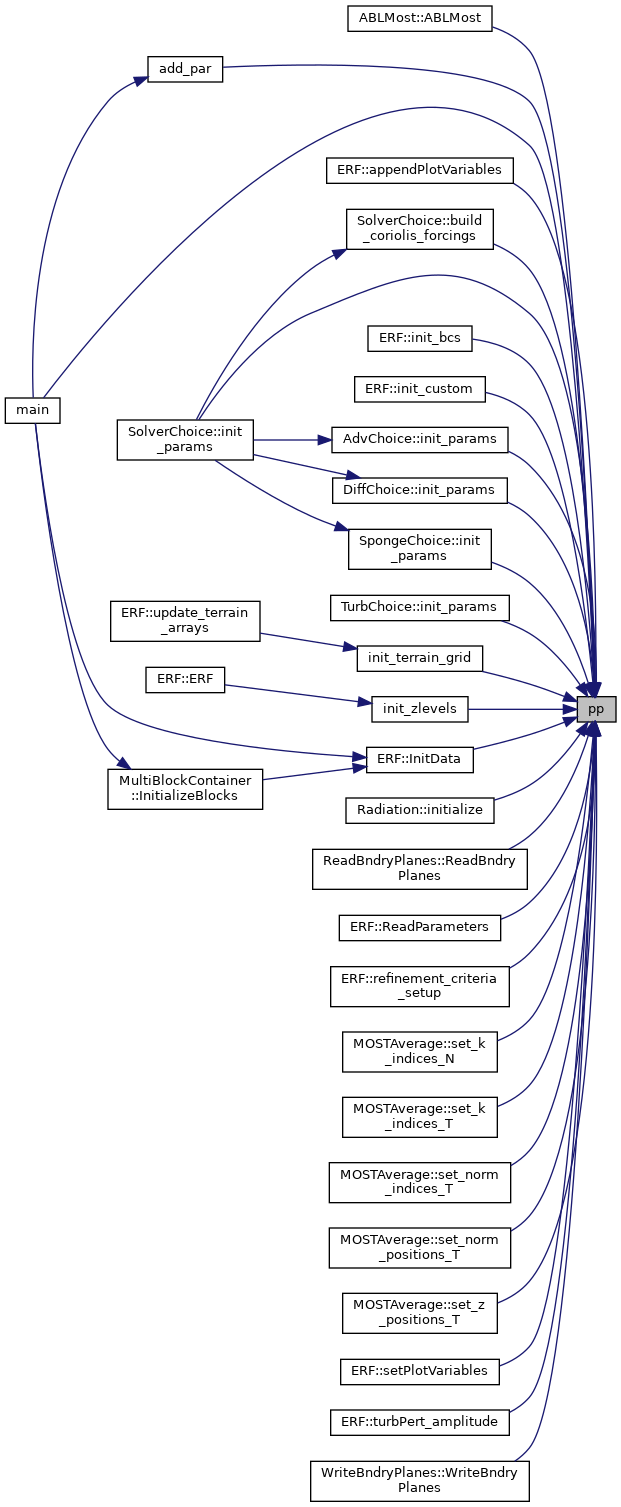 ABLMost::ABLMost
add_par
ERF::appendPlotVariables
SolverChoice::build
_coriolis_forcings
ERF::init_bcs
ERF::init_custom
main
SolverChoice::init
_params
AdvChoice::init_params
DiffChoice::init_params
SpongeChoice::init
_params
TurbChoice::init_params
ERF::update_terrain
_arrays
init_terrain_grid
ERF::ERF
init_zlevels
pp
ERF::InitData
MultiBlockContainer
::InitializeBlocks
Radiation::initialize
ReadBndryPlanes::ReadBndry
Planes
ERF::ReadParameters
ERF::refinement_criteria
_setup
MOSTAverage::set_k
_indices_N
MOSTAverage::set_k
_indices_T
MOSTAverage::set_norm
_indices_T
MOSTAverage::set_norm
_positions_T
MOSTAverage::set_z
_positions_T
ERF::setPlotVariables
ERF::turbPert_amplitude
WriteBndryPlanes::WriteBndry
Planes